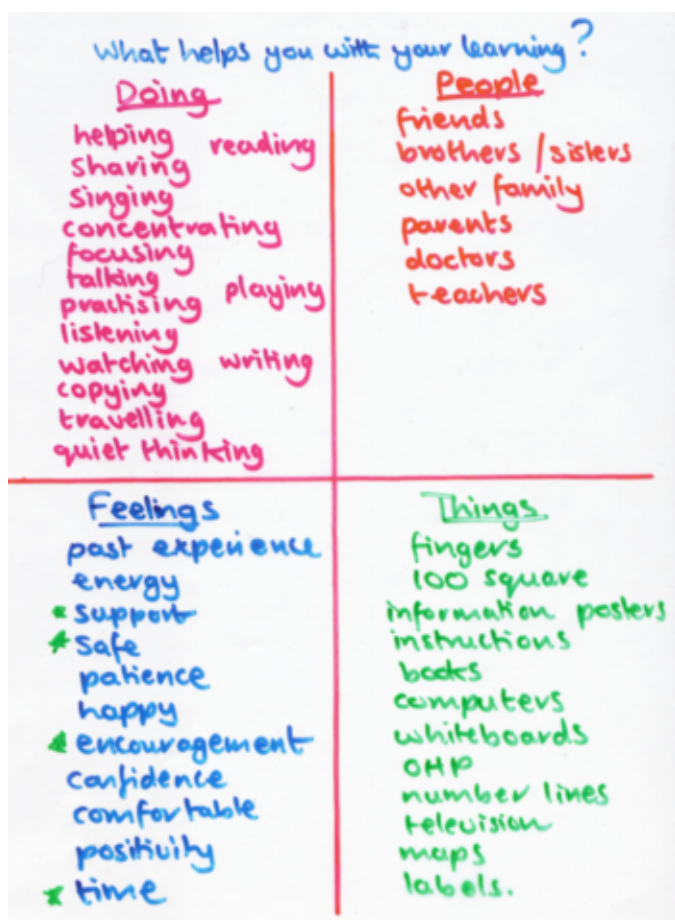 What helps you with your learning?
Doing
helping reading
sharing
singing
concentrating
focusing
talking
practising playing
listening
watching writing
copying
travelling
quiet thinking
People
friends
brothers / sisters
other family
parents
doctors
teachers
Feelings
past experience
energy
* support
* safe
patience
happy
* encouragement
confidence
comfortable
positivity
* time
Things
fingers
100 square
information posters
instructions
books
computers
whiteboards
OHP
number lines
television
maps
labels.